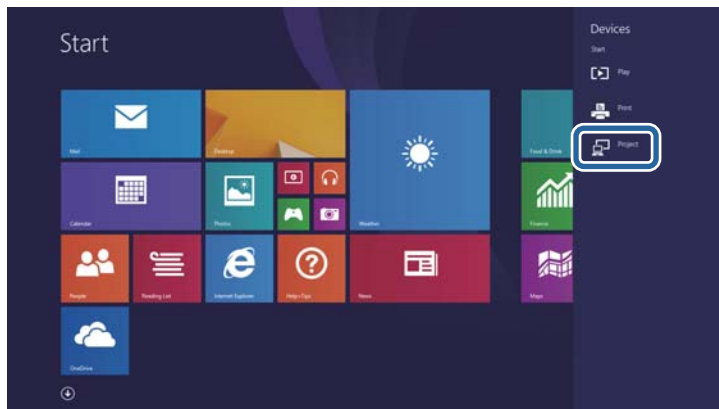 Start
Devices
Start
Play
Print
Project
Mail
Desktop
Food & Drink
Calendar
Photos
Weather
Finance
People
Reading List
Internet Explorer
Help+Tips
News
Maps
OneDrive